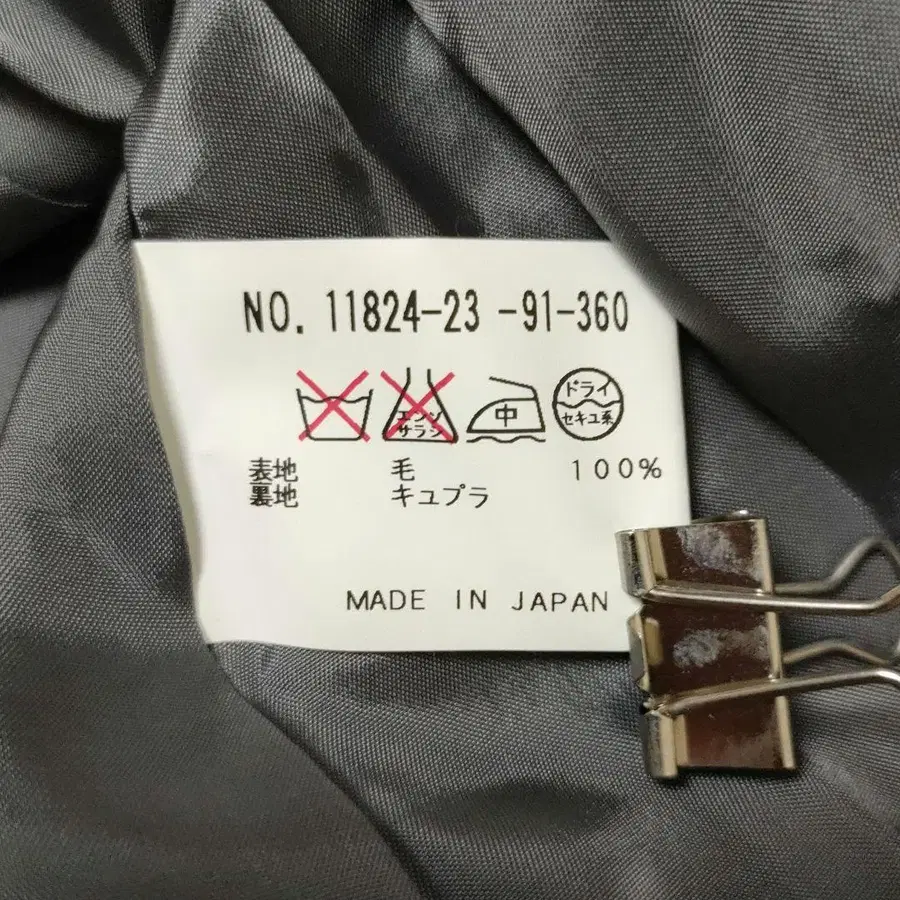 NO. 11824-23 -91-360
エンソ
サラシ
中
ドライ
セキユ系
表地 毛 100%
裏地 キュプラ
MADE IN JAPAN